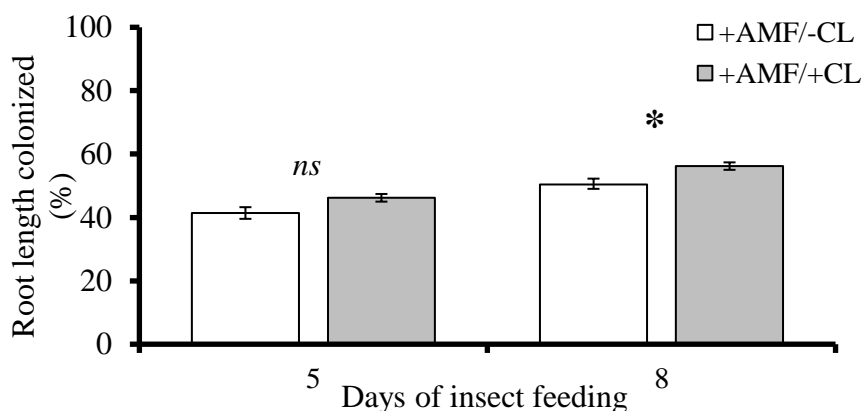 100
80
60
40
20
0
Root length colonized
(%)
+AMF/-CL
+AMF/+CL
ns
*
5
8
Days of insect feeding